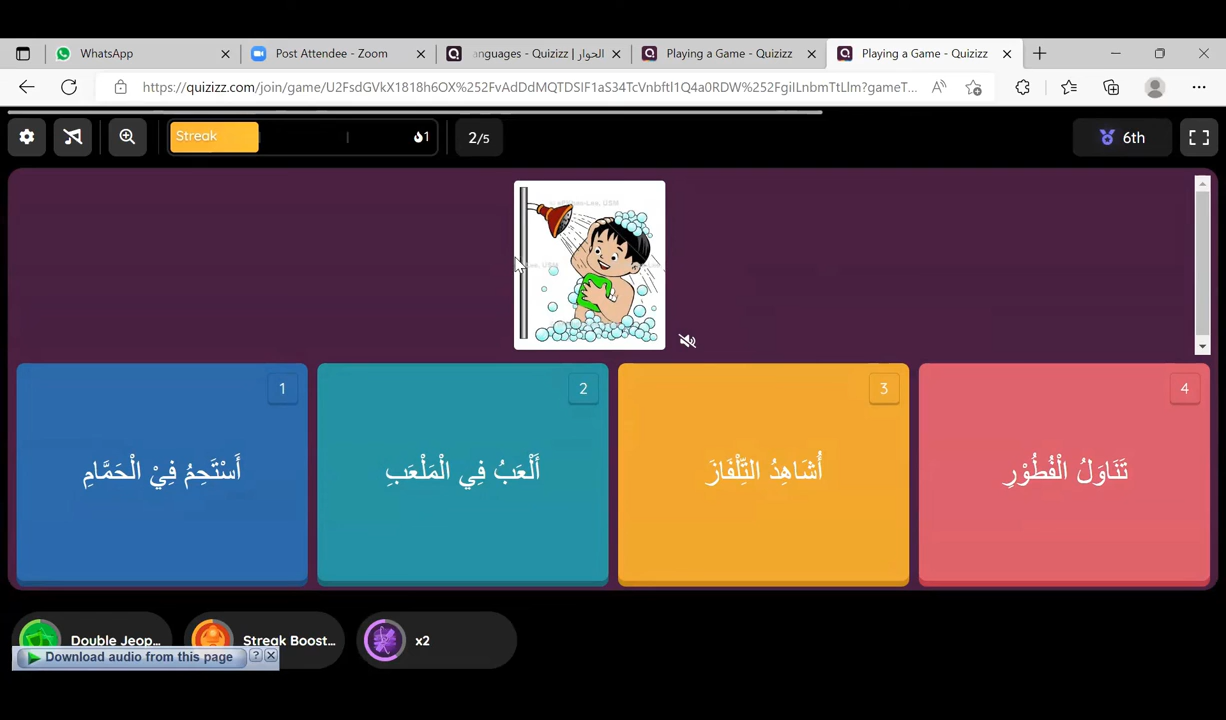 WhatsApp
Post Attendee - Zoom
anguages - Quizizz | الحوار
Playing a Game - Quizizz
Playing a Game - Quizizz
https://quizizz.com/join/game/U2FsdGVkX1818h6OX%252FvAdDdMQTDSIF1aS34TcVnbftl1Q4a0RDW%252FgilLnbmTtLlm?gameT...
Streak
1
2/5
6th
1
2
3
4
أَسْتَحِمُ فِيْ الْحَمَّامِ
أَلْعَبُ فِي الْمَلْعَبِ
أُشَاهِدُ التِّلْفَازَ
تَنَاوَلُ الْفُطُوْرِ
Double Jeop...
Streak Boost...
x2
Download audio from this page
?